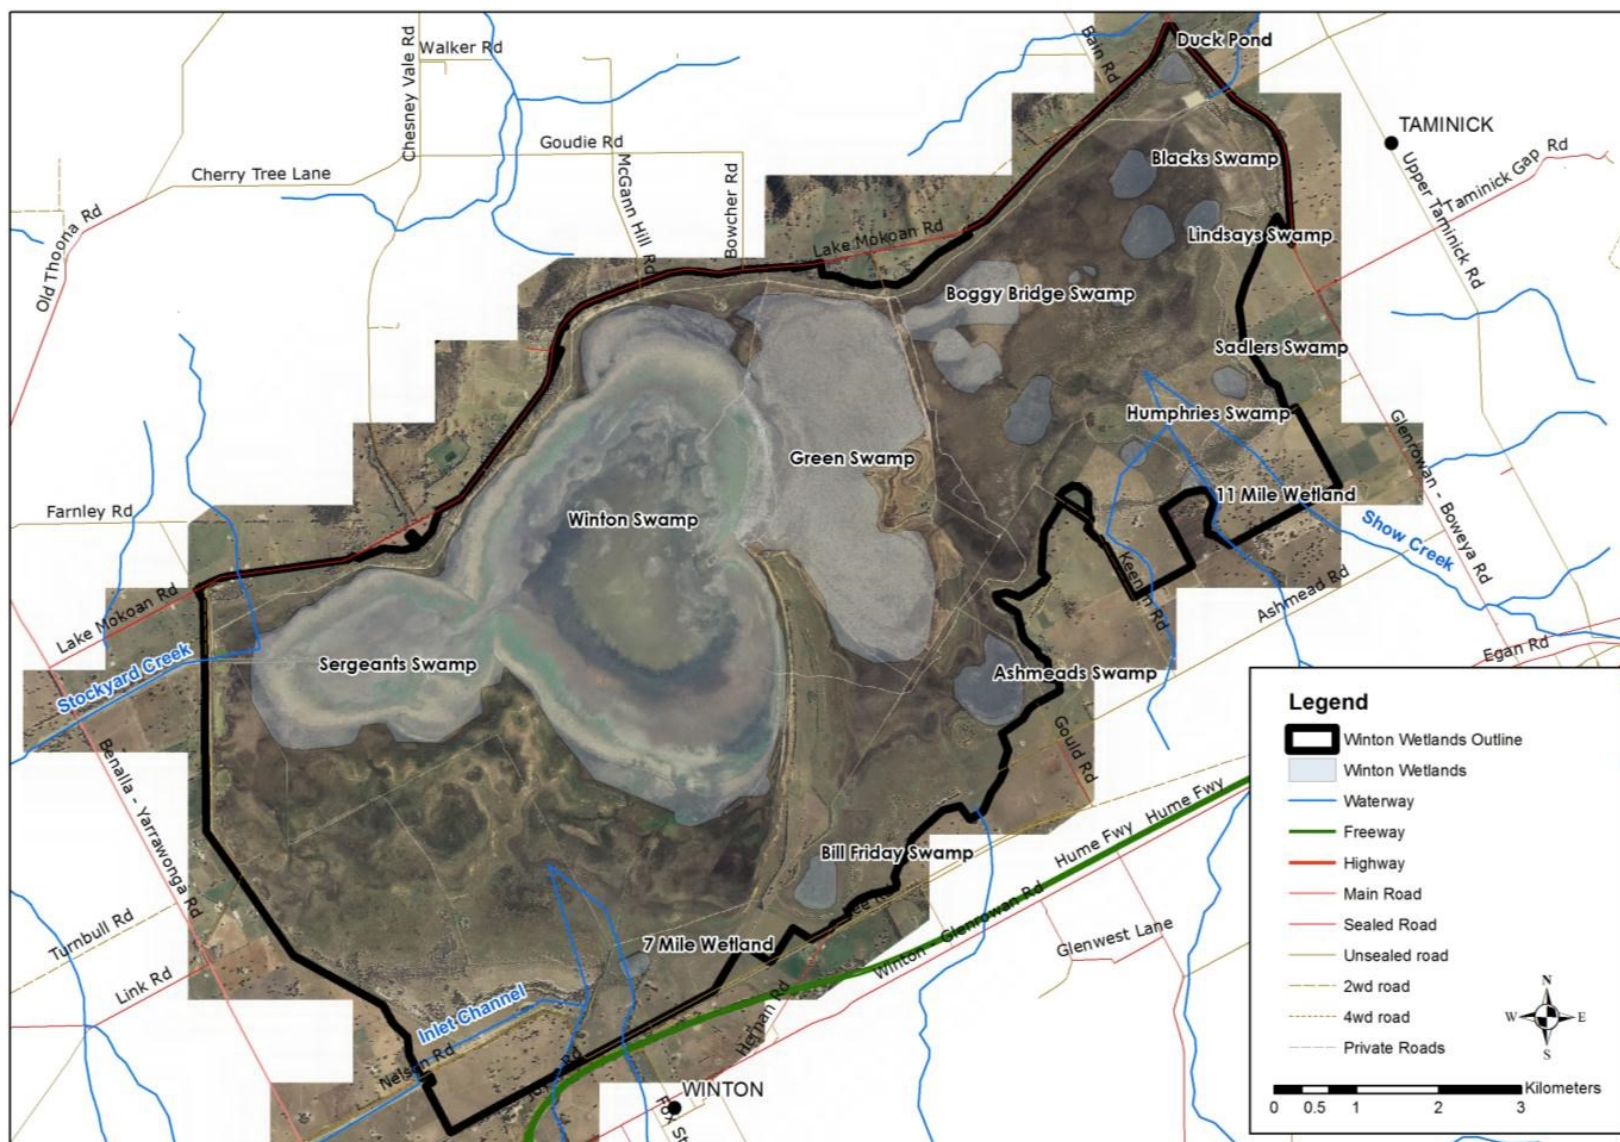 Duck Pond
Bain Rd
Walker Rd
Chesney Vale Rd
TAMINICK
Goudie Rd
Blacks Swamp
Upper Taminick Rd
Taminick Gap Rd
Cherry Tree Lane
McGann Hill Rd
Bowcher Rd
Old Thoona Rd
Lake Mokoan Rd
Lindsays Swamp
Boggy Bridge Swamp
Sadlers Swamp
Humphries Swamp
Green Swamp
Glenrowan - Boweya Rd
11 Mile Wetland
Farnley Rd
Winton Swamp
Show Creek
Keenan Rd
Ashmead Rd
Lake Mokoan Rd
Egan Rd
Sergeants Swamp
Ashmeads Swamp
Stockyard Creek
Gould Rd
Benalla - Yarrawonga Rd
Hume Fwy
Hume Fwy
Bill Friday Swamp
Turnbull Rd
Winton - Glenrowan Rd
Glenwest Lane
7 Mile Wetland
Link Rd
Inlet Channel
Hernan Rd
Nelson Rd
Rd
WINTON
Fox St
Legend
Winton Wetlands Outline
Winton Wetlands
Waterway
Freeway
Highway
Main Road
Sealed Road
Unsealed road
2wd road
4wd road
Private Roads
N
W E
S
Kilometers
0 0.5 1 2 3